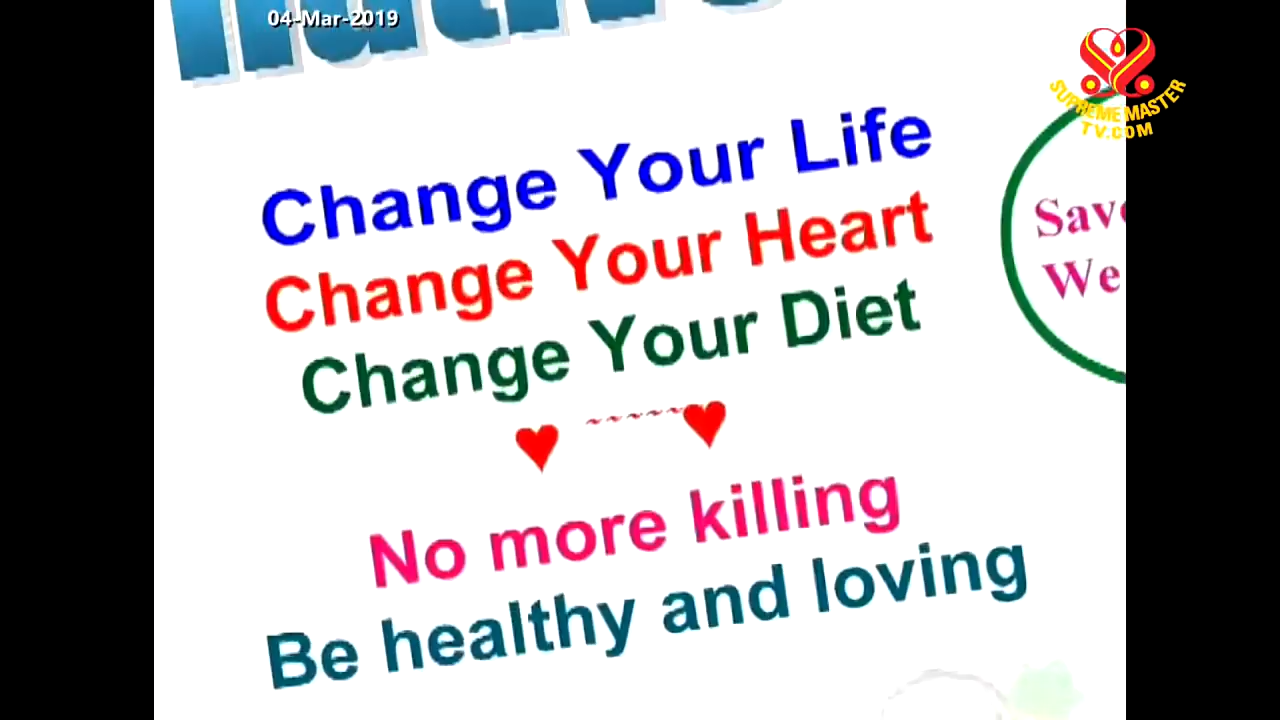 04-Mar-2019
SUPREME MASTER
TV.COM
Change Your Life
Change Your Heart
Change Your Diet
We
No more killing
Be healthy and loving